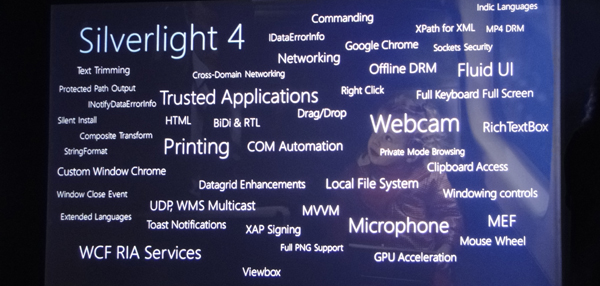 Indic Languages
Commanding
Silverlight 4
IDataErrorInfo
XPath for XML
MP4 DRM
Google Chrome
Sockets Security
Networking
Text Trimming
Cross-Domain Networking
Offline DRM
Fluid UI
Protected Path Output
Trusted Applications
Right Click
Full Keyboard Full Screen
INotifyDataErrorInfo
Silent Install
HTML
BiDi & RTL
Drag/Drop
Webcam
RichTextBox
Composite Transform
StringFormat
Printing
COM Automation
Private Mode Browsing
Custom Window Chrome
Clipboard Access
Datagrid Enhancements
Local File System
Window Close Event
Windowing controls
UDP, WMS Multicast
MVVM
Extended Languages
Toast Notifications
XAP Signing
Microphone
MEF
WCF RIA Services
Full PNG Support
Mouse Wheel
GPU Acceleration
Viewbox